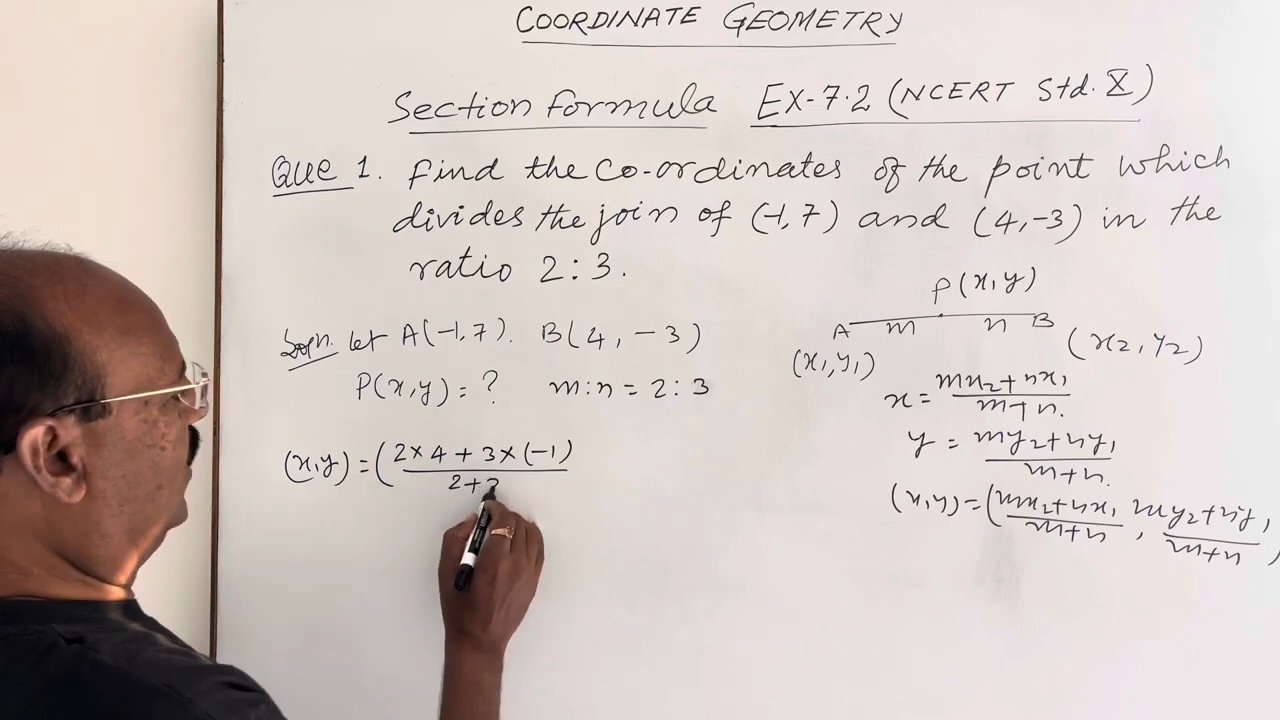 COORDINATE GEOMETRY
Section Formula EX-7.2 (NCERT Std. X)
QUE 1. Find the Co-ordinates of the point which
divides the join of (-1,7) and (4,-3) in the
ratio 2:3.
Soln. let A(-1,7). B(4, -3)
P(x,y) = ? m:n = 2:3
(x,y) = ( 2×4 + 3×(-1)
2+3
P(x,y)
A m n B
(x1,y1) (x2,y2)
x = mx2+nx1
m+n.
y = my2+ny1
m+n.
(x,y) = ( mx2+nx1 , my2+ny1 )
m+n m+n